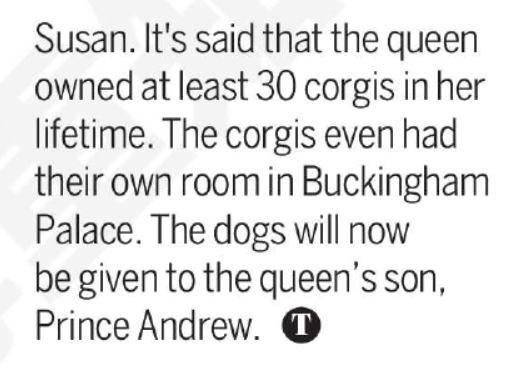 Susan. It's said that the queen
owned at least 30 corgis in her
lifetime. The corgis even had
their own room in Buckingham
Palace. The dogs will now
be given to the queen’s son,
Prince Andrew. T